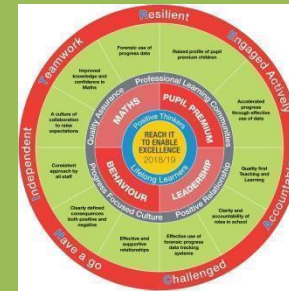 Resilient
Engaged Actively
Accountable
Challenged
Have a go
Independent
Teamwork
Forensic use of
progress data
Raised profile of pupil
premium children
Accelerated
progress through
effective use
of data
Quality first
Teaching and
Learning
Clarity and
accountability of
roles in school
Effective use of
forensic progress
data tracking
systems
Effective and
supportive
relationships
Clearly defined
consequences
both positive and
negative
Consistent
approach by
all staff
A culture of
collaboration
to raise
expectations
Improved
knowledge and
confidence in
Maths
Quality Assurance
Professional Learning Communities
Positive Relationship
Progress Focused Culture
MATHS
PUPIL PREMIUM
LEADERSHIP
BEHAVIOUR
Positive Thinkers
REACH IT
TO ENABLE
EXCELLENCE
2018/19
Lifelong Learners